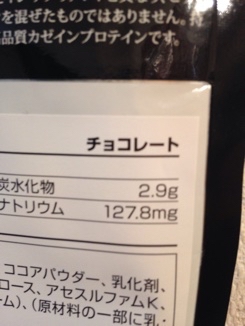 を混ぜたものではありません。
品質カゼインプロテインです。
チョコレート
炭水化物 2.9g
ナトリウム 127.8mg
ココアパウダー、乳化剤、
ロース、アセスルファムK、
ーム)、(原材料の一部に乳・